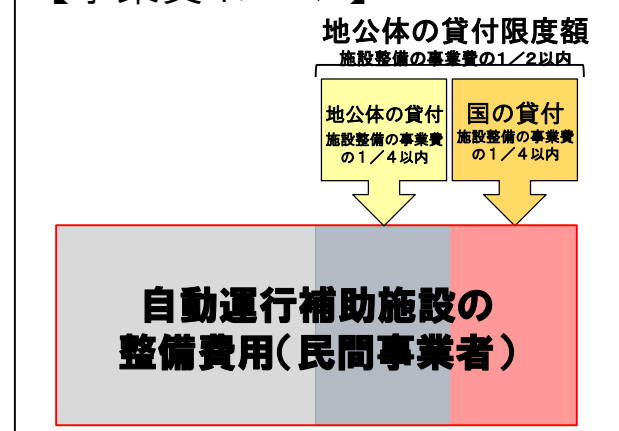 地公体の貸付限度額
施設整備の事業費の1／2以内
地公体の貸付
施設整備の事業費
の1／4以内
国の貸付
施設整備の事業費
の1／4以内
自動運行補助施設の
整備費用（民間事業者）